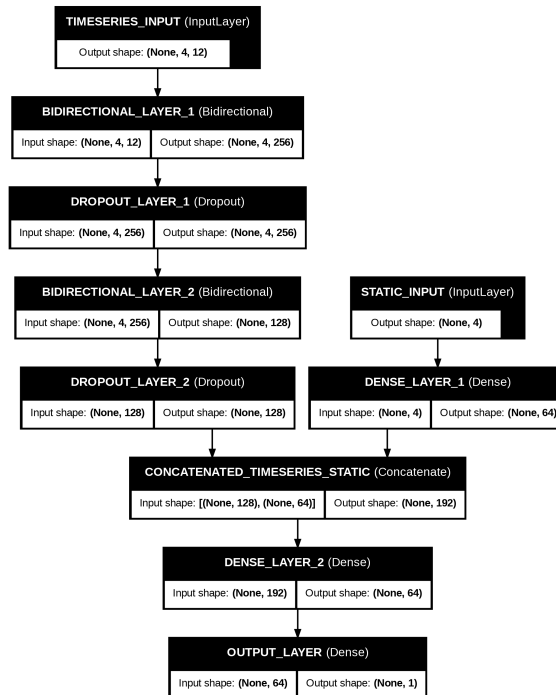 TIMESERIES_INPUT (InputLayer)
Output shape: (None, 4, 12)
BIDIRECTIONAL_LAYER_1 (Bidirectional)
Input shape: (None, 4, 12) Output shape: (None, 4, 256)
DROPOUT_LAYER_1 (Dropout)
Input shape: (None, 4, 256) Output shape: (None, 4, 256)
BIDIRECTIONAL_LAYER_2 (Bidirectional)
Input shape: (None, 4, 256) Output shape: (None, 128)
STATIC_INPUT (InputLayer)
Output shape: (None, 4)
DROPOUT_LAYER_2 (Dropout)
Input shape: (None, 128) Output shape: (None, 128)
DENSE_LAYER_1 (Dense)
Input shape: (None, 4) Output shape: (None, 64)
CONCATENATED_TIMESERIES_STATIC (Concatenate)
Input shape: [(None, 128), (None, 64)] Output shape: (None, 192)
DENSE_LAYER_2 (Dense)
Input shape: (None, 192) Output shape: (None, 64)
OUTPUT_LAYER (Dense)
Input shape: (None, 64) Output shape: (None, 1)